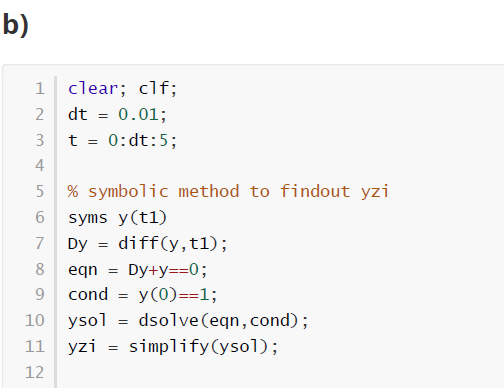 b)
1 clear; clf;
2 dt = 0.01;
3 t = 0:dt:5;
4
5 % symbolic method to findout yzi
6 syms y(t1)
7 Dy = diff(y,t1);
8 eqn = Dy+y==0;
9 cond = y(0)==1;
10 ysol = dsolve(eqn,cond);
11 yzi = simplify(ysol);
12